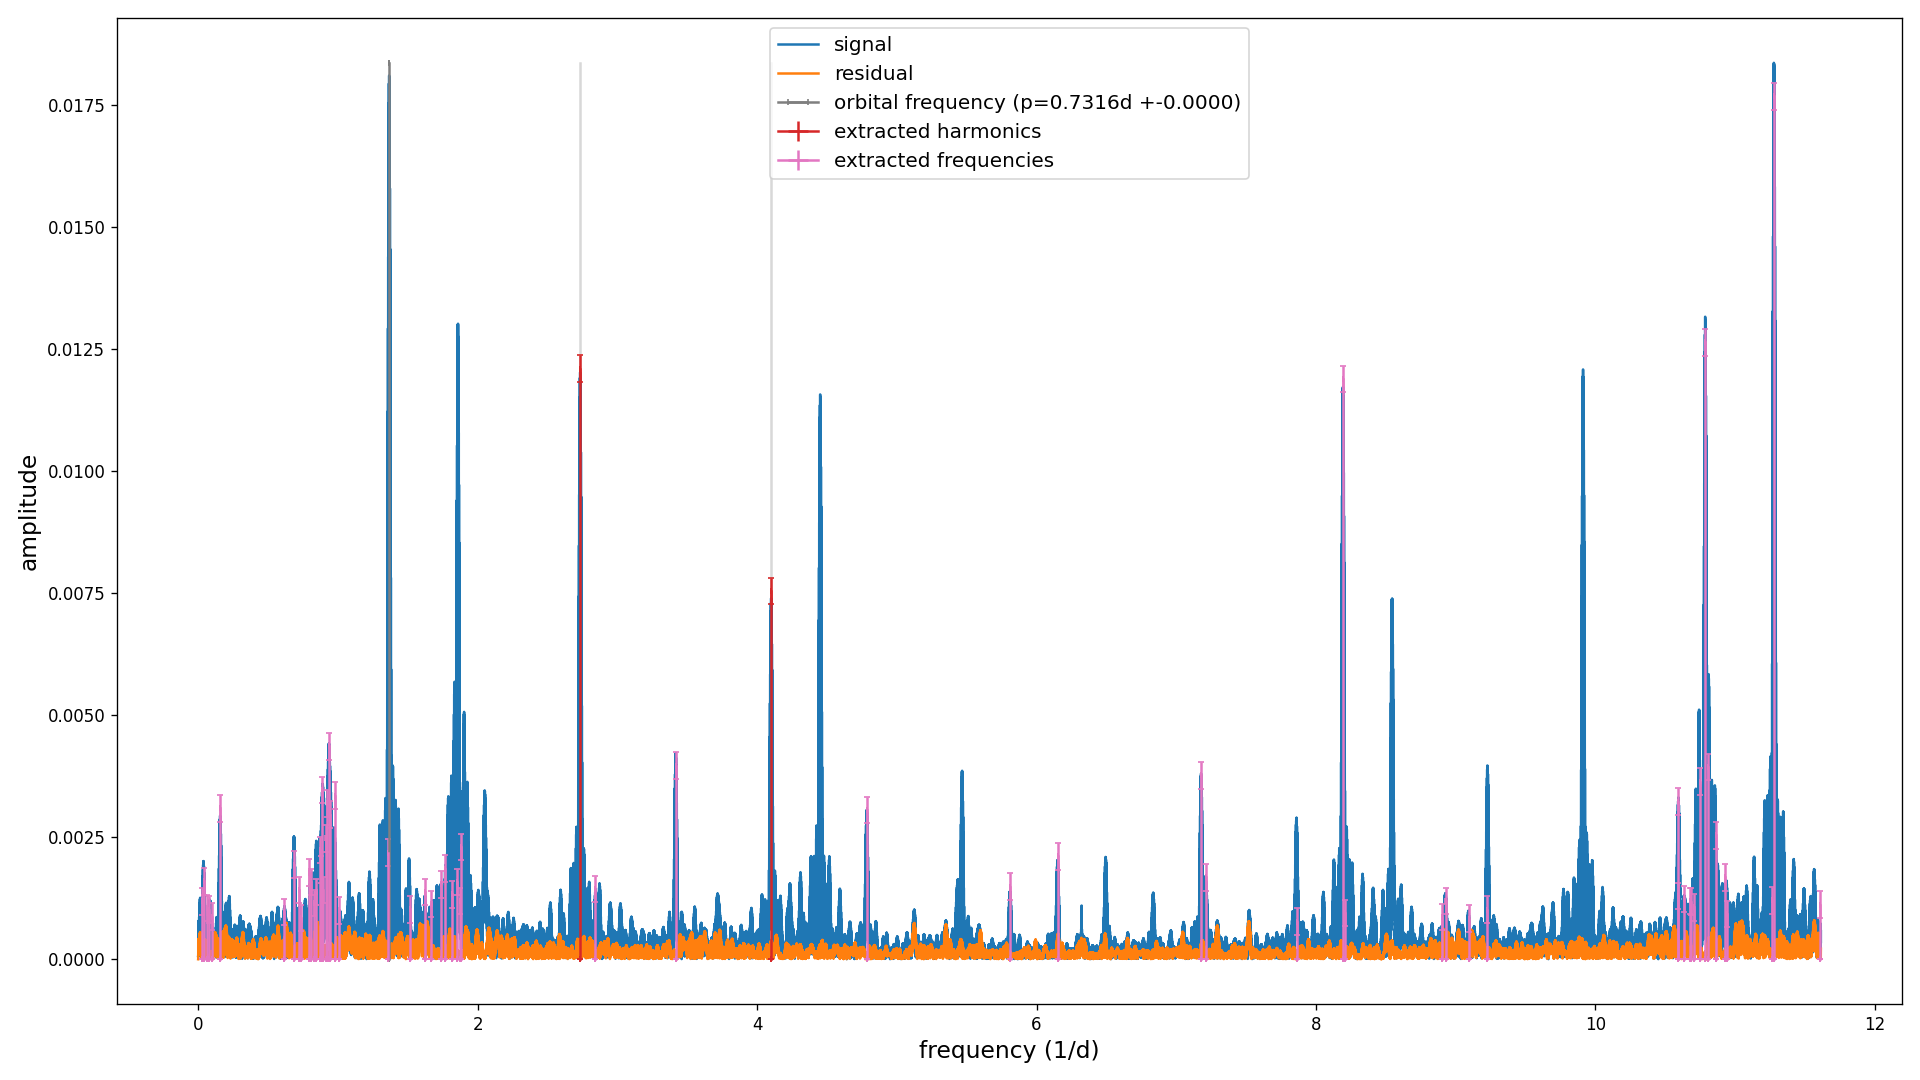 signal
residual
orbital frequency (p=0.7316d +-0.0000)
extracted harmonics
extracted frequencies
amplitude
0.0175
0.0150
0.0125
0.0100
0.0075
0.0050
0.0025
0.0000
0 2 4 6 8 10 12
frequency (1/d)